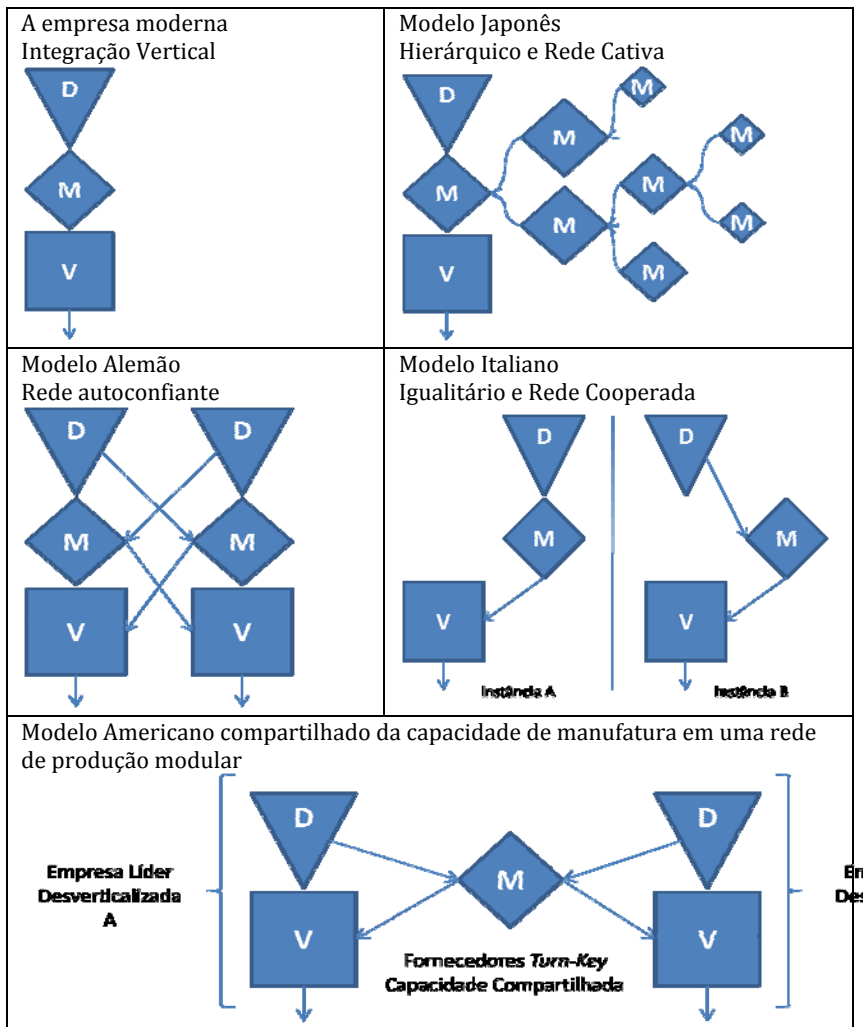 A empresa moderna
Integração Vertical
D
M
V
Modelo Japonês
Hierárquico e Rede Cativa
D
M
V
M
M
M
M
M
M
M
Modelo Alemão
Rede autoconfiante
D
D
M
M
V
V
Modelo Italiano
Igualitário e Rede Cooperada
D
M
V
Instância A
D
M
V
Instância B
Modelo Americano compartilhado da capacidade de manufatura em uma rede
de produção modular
Empresa Líder
Desverticalizada
A
D
V
M
D
V
Fornecedores Turn-Key
Capacidade Compartilhada